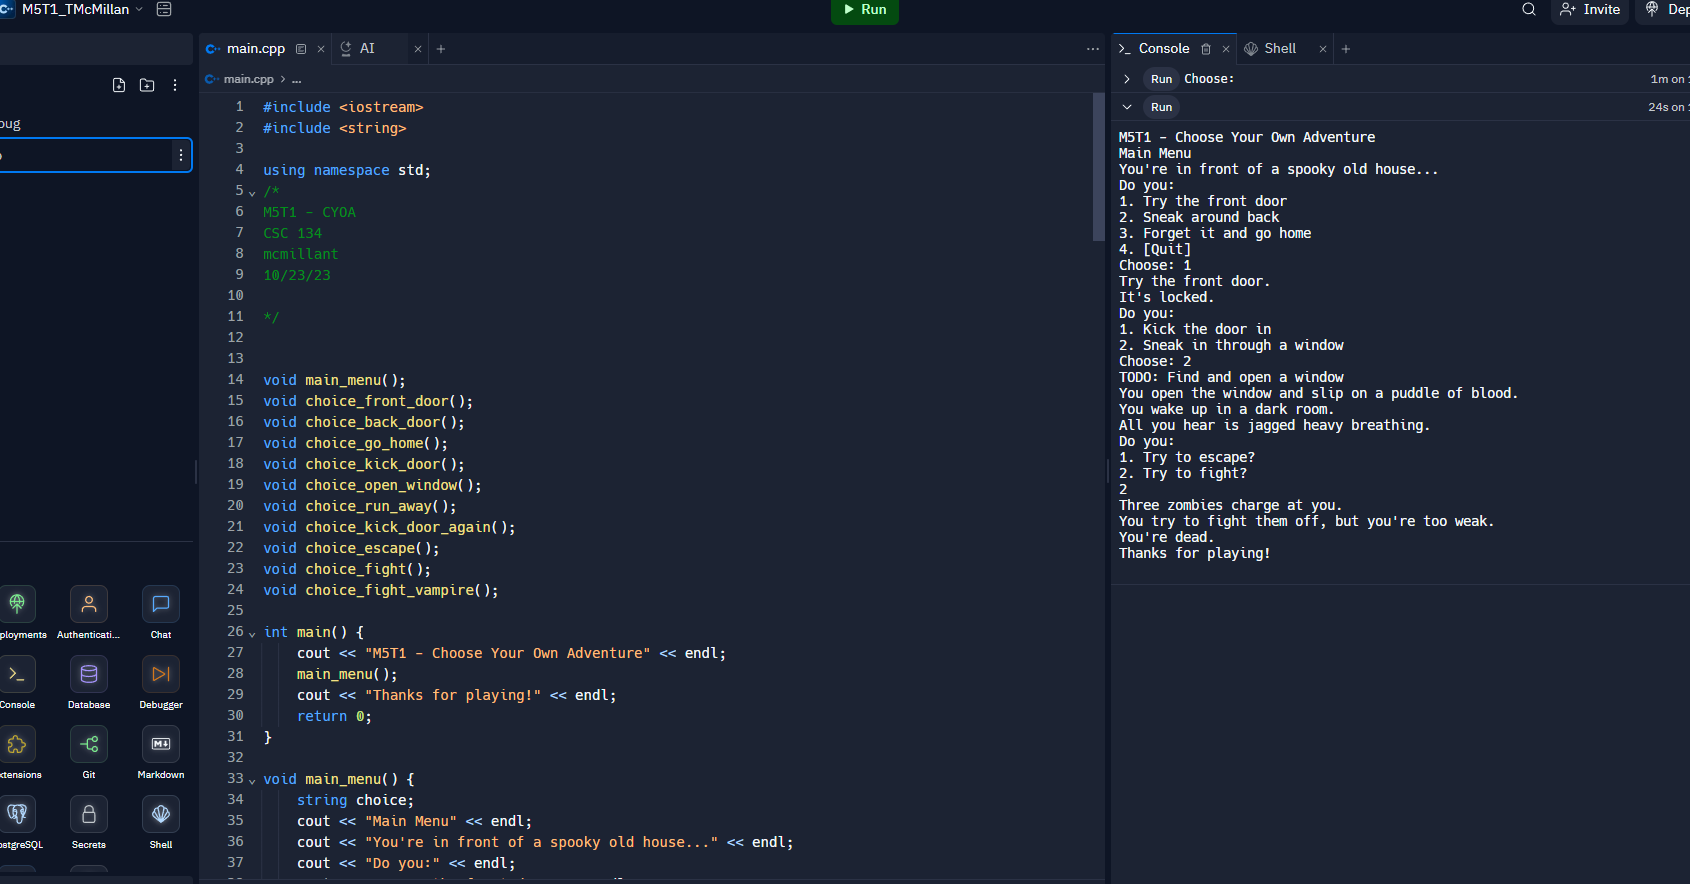 M5T1_TMcMillan
Run
Invite
Dep
main.cpp
AI
Console
Shell
main.cpp > ...
Run Choose: 1m on
Run 24s on
1 #include <iostream>
2 #include <string>
3
4 using namespace std;
5 /*
6 M5T1 - CYOA
7 CSC 134
8 mcmillant
9 10/23/23
10
11 */
12
13
14 void main_menu();
15 void choice_front_door();
16 void choice_back_door();
17 void choice_go_home();
18 void choice_kick_door();
19 void choice_open_window();
20 void choice_run_away();
21 void choice_kick_door_again();
22 void choice_escape();
23 void choice_fight();
24 void choice_fight_vampire();
25
26 int main() {
27 cout << "M5T1 - Choose Your Own Adventure" << endl;
28 main_menu();
29 cout << "Thanks for playing!" << endl;
30 return 0;
31 }
32
33 void main_menu() {
34 string choice;
35 cout << "Main Menu" << endl;
36 cout << "You're in front of a spooky old house..." << endl;
37 cout << "Do you:" << endl;
M5T1 - Choose Your Own Adventure
Main Menu
You're in front of a spooky old house...
Do you:
1. Try the front door
2. Sneak around back
3. Forget it and go home
4. [Quit]
Choose: 1
Try the front door.
It's locked.
Do you:
1. Kick the door in
2. Sneak in through a window
Choose: 2
TODO: Find and open a window
You open the window and slip on a puddle of blood.
You wake up in a dark room.
All you hear is jagged heavy breathing.
Do you:
1. Try to escape?
2. Try to fight?
2
Three zombies charge at you.
You try to fight them off, but you're too weak.
You're dead.
Thanks for playing!
bug
ployments
Authenticati...
Chat
Console
Database
Debugger
xtensions
Git
Markdown
ostgreSQL
Secrets
Shell